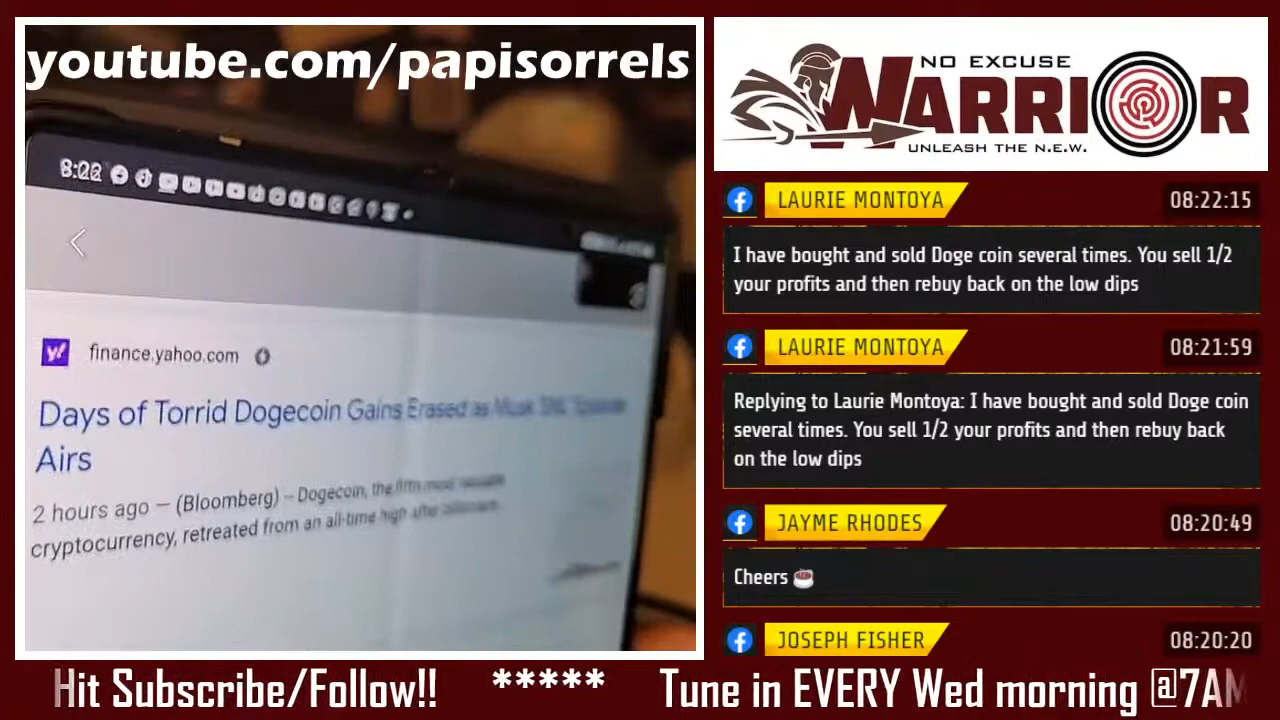 youtube.com/papisorrels
8:22
finance.yahoo.com
Days of Torrid Dogecoin Gains Erased as Musk SNL Episode
Airs
2 hours ago — (Bloomberg) – Dogecoin, the fifth most valuable
cryptocurrency, retreated from an all-time high after
NO EXCUSE
WARRIOR
UNLEASH THE N.E.W.
LAURIE MONTOYA 08:22:15
I have bought and sold Doge coin several times. You sell 1/2
your profits and then rebuy back on the low dips
LAURIE MONTOYA 08:21:59
Replying to Laurie Montoya: I have bought and sold Doge coin
several times. You sell 1/2 your profits and then rebuy back
on the low dips
JAYME RHODES 08:20:49
Cheers ☕
JOSEPH FISHER 08:20:20
Hit Subscribe/Follow!! ***** Tune in EVERY Wed morning @7AM